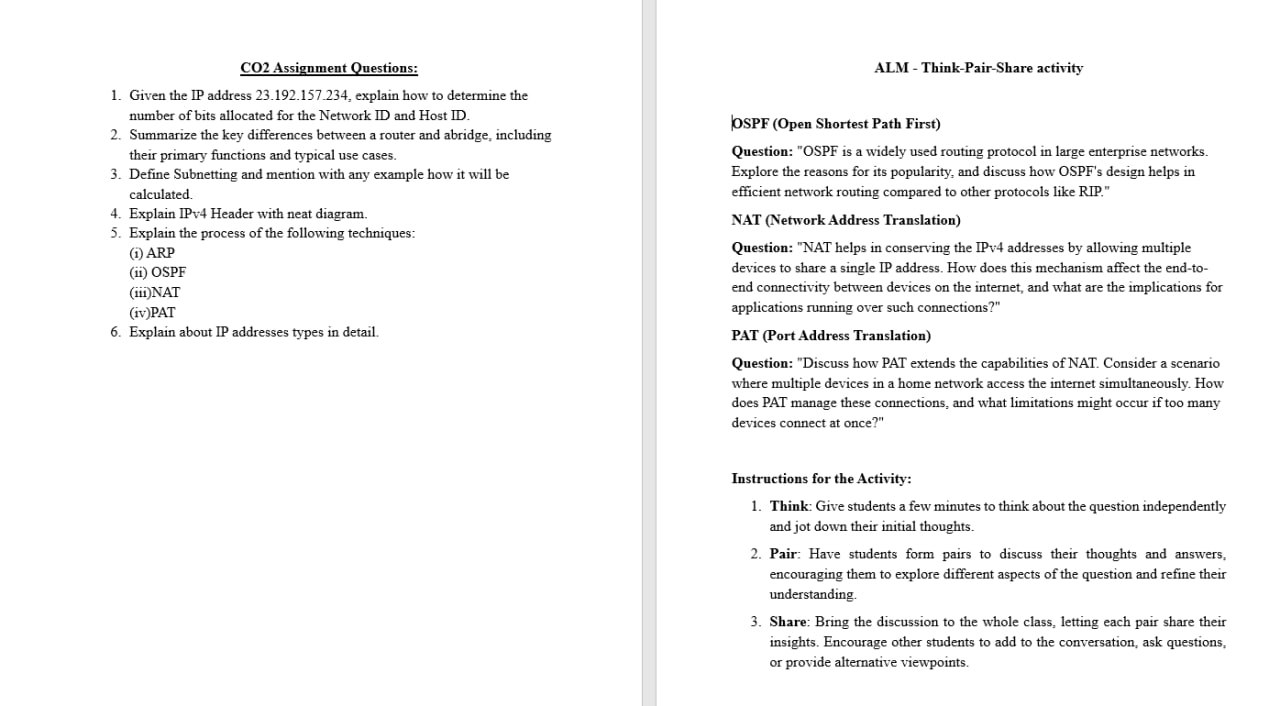 CO2 Assignment Questions:
1. Given the IP address 23.192.157.234, explain how to determine the
number of bits allocated for the Network ID and Host ID.
2. Summarize the key differences between a router and abridge, including
their primary functions and typical use cases.
3. Define Subnetting and mention with any example how it will be
calculated.
4. Explain IPv4 Header with neat diagram.
5. Explain the process of the following techniques:
(i) ARP
(ii) OSPF
(iii)NAT
(iv)PAT
6. Explain about IP addresses types in detail.
ALM - Think-Pair-Share activity
OSPF (Open Shortest Path First)
Question: "OSPF is a widely used routing protocol in large enterprise networks.
Explore the reasons for its popularity, and discuss how OSPF's design helps in
efficient network routing compared to other protocols like RIP."
NAT (Network Address Translation)
Question: "NAT helps in conserving the IPv4 addresses by allowing multiple
devices to share a single IP address. How does this mechanism affect the end-to-
end connectivity between devices on the internet, and what are the implications for
applications running over such connections?"
PAT (Port Address Translation)
Question: "Discuss how PAT extends the capabilities of NAT. Consider a scenario
where multiple devices in a home network access the internet simultaneously. How
does PAT manage these connections, and what limitations might occur if too many
devices connect at once?"
Instructions for the Activity:
1. Think: Give students a few minutes to think about the question independently
and jot down their initial thoughts.
2. Pair: Have students form pairs to discuss their thoughts and answers,
encouraging them to explore different aspects of the question and refine their
understanding.
3. Share: Bring the discussion to the whole class, letting each pair share their
insights. Encourage other students to add to the conversation, ask questions,
or provide alternative viewpoints.